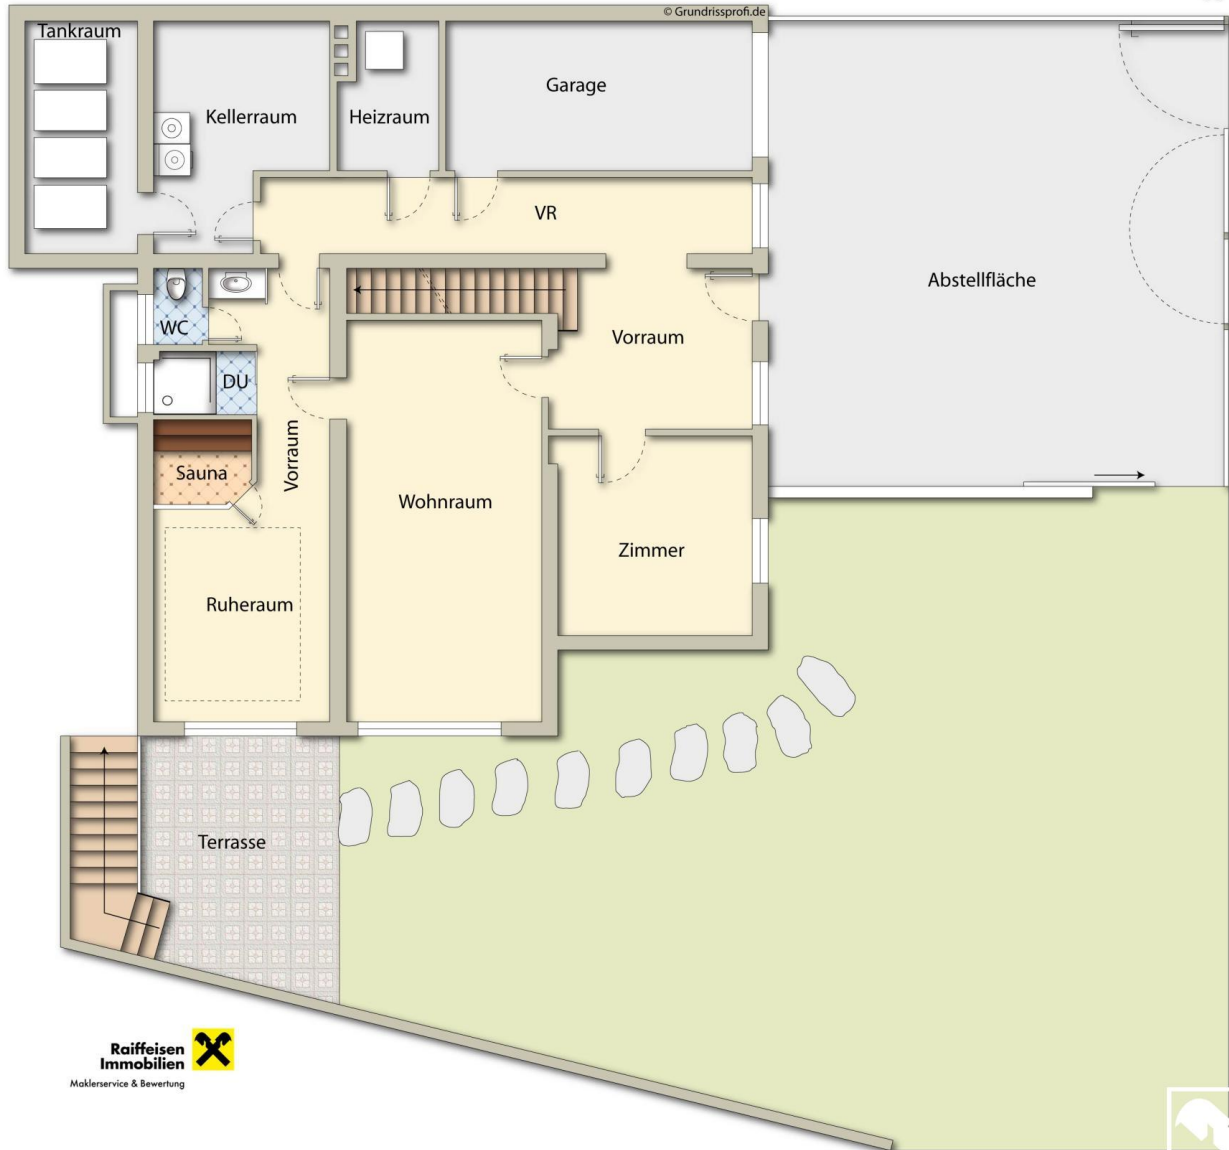 © Grundrissprofi.de
Tankraum
Garage
Kellerraum
Heizraum
VR
Abstellfläche
WC
Vorraum
DU
Vorraum
Sauna
Wohnraum
Zimmer
Ruheraum
Terrasse
Raiffeisen
Immobilien
Maklerservice & Bewertung